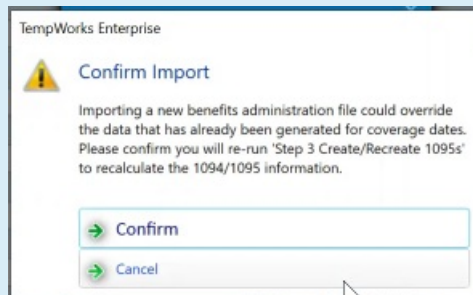 TempWorks Enterprise
Confirm Import
Importing a new benefits administration file could override
the data that has already been generated for coverage dates.
Please confirm you will re-run 'Step 3 Create/Recreate 1095s'
to recalculate the 1094/1095 information.
Confirm
Cancel